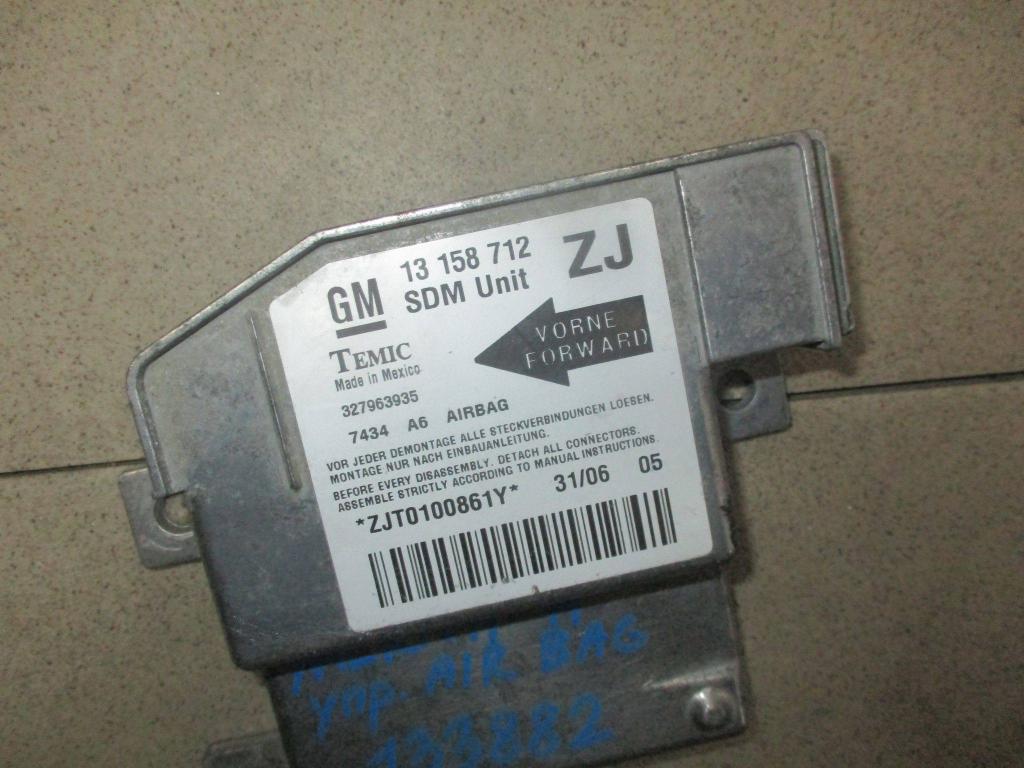 GM 13 158 712 ZJ
SDM Unit
TEMIC
Made in Mexico
VORNE
FORWARD
327963935
7434 A6 AIRBAG
VOR JEDER DEMONTAGE ALLE STECKVERBINDUNGEN LOESEN.
MONTAGE NUR NACH EINBAUANLEITUNG.
BEFORE EVERY DISASSEMBLY. DETACH ALL CONNECTORS.
ASSEMBLE STRICTLY ACCORDING TO MANUAL INSTRUCTIONS.
*ZJT0100861Y* 31/06 05
упр. AIR BAG
133882